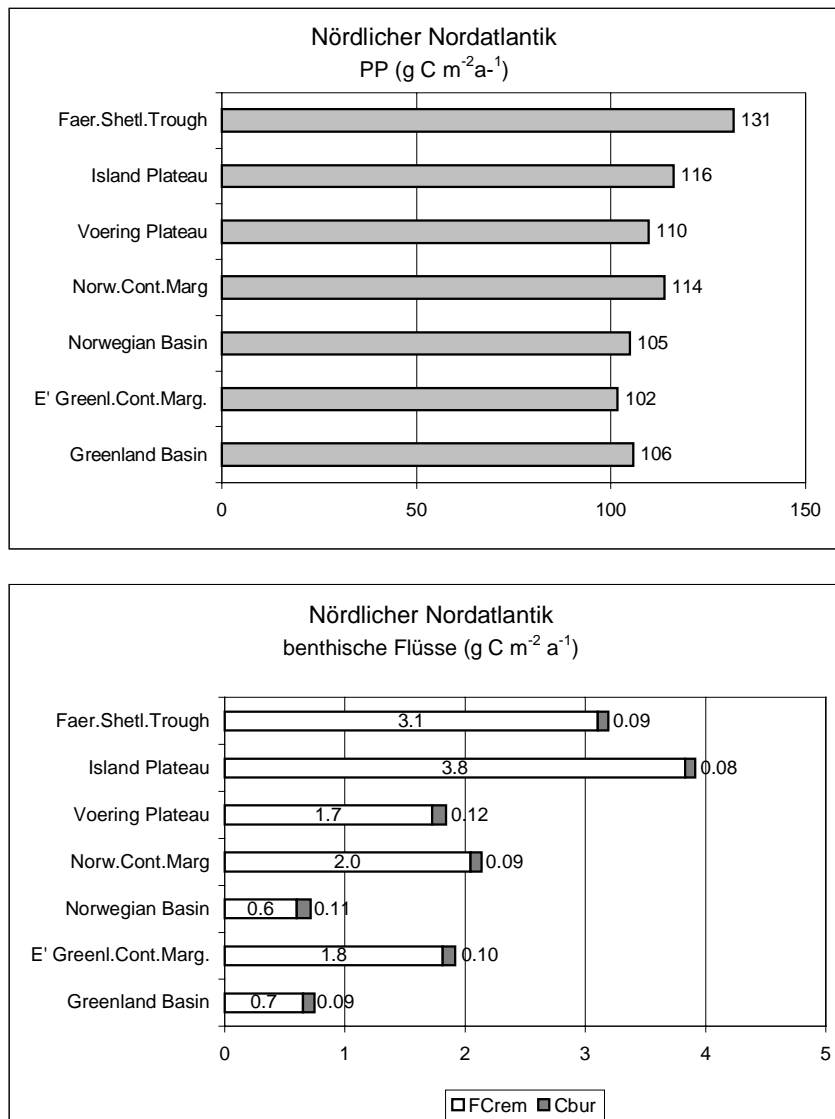 Nördlicher Nordatlantik
PP (g C m-2a-1)
Faer.Shetl.Trough 131
Island Plateau 116
Voering Plateau 110
Norw.Cont.Marg 114
Norwegian Basin 105
E' Greenl.Cont.Marg. 102
Greenland Basin 106
0 50 100 150
Nördlicher Nordatlantik
benthische Flüsse (g C m-2 a-1)
Faer.Shetl.Trough 3.1 0.09
Island Plateau 3.8 0.08
Voering Plateau 1.7 0.12
Norw.Cont.Marg 2.0 0.09
Norwegian Basin 0.6 0.11
E' Greenl.Cont.Marg. 1.8 0.10
Greenland Basin 0.7 0.09
0 1 2 3 4 5
FCrem Cbur